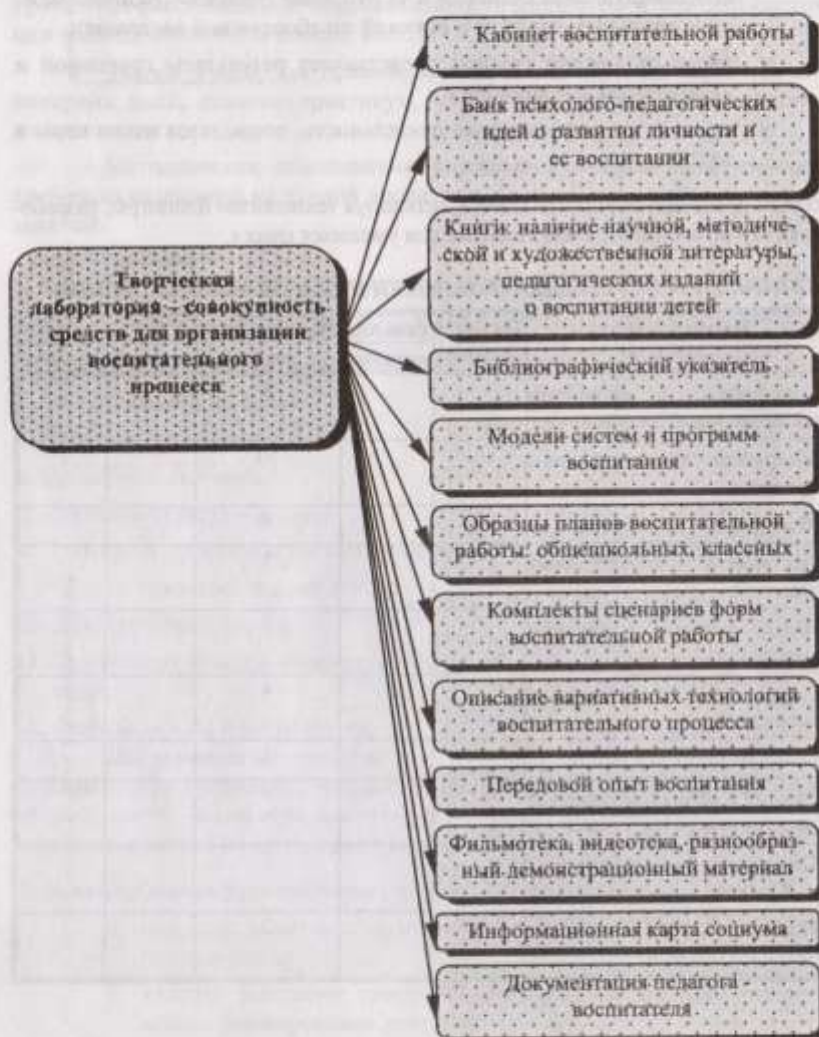 Творческая
лаборатория – совокупность
средств для организации
воспитательного
процесса
Кабинет воспитательной работы
Банк психолого-педагогических
идей о развитии личности и
ее воспитании
Книги: наличие научной, методиче-
ской и художественной литературы,
педагогических изданий
о воспитании детей
Библиографический указатель
Модели систем и программ
воспитания
Образцы планов воспитательной
работы: общешкольных, классных
Комплекты сценариев форм
воспитательной работы
Описание вариативных технологий
воспитательного процесса
Передовой опыт воспитания
Фильмотека, видеотека, разнообраз-
ный демонстрационный материал
Информационная карта социума
Документация педагога -
воспитателя